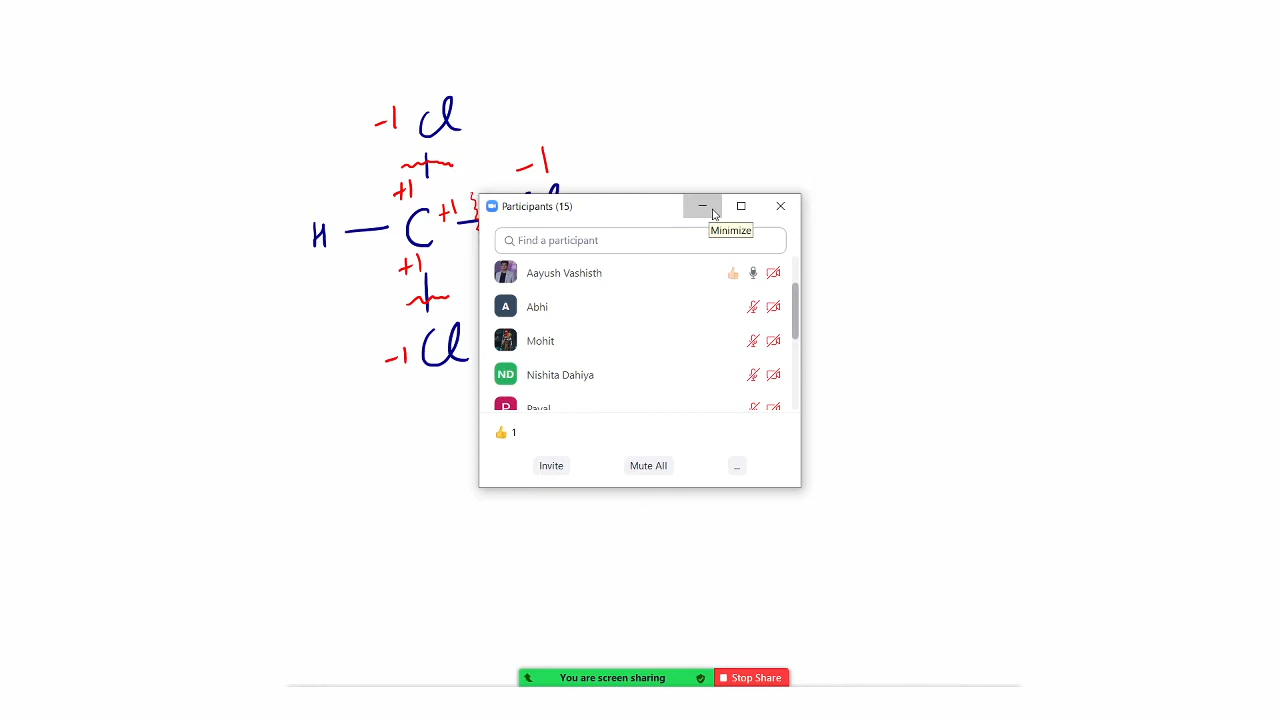 -1 Cl
-1
+1
H — C +1
+1
-1 Cl
Participants (15)
Minimize
Find a participant
Aayush Vashisth
A Abhi
Mohit
ND Nishita Dahiya
P Payal
👍 1
Invite Mute All ...
You are screen sharing Stop Share